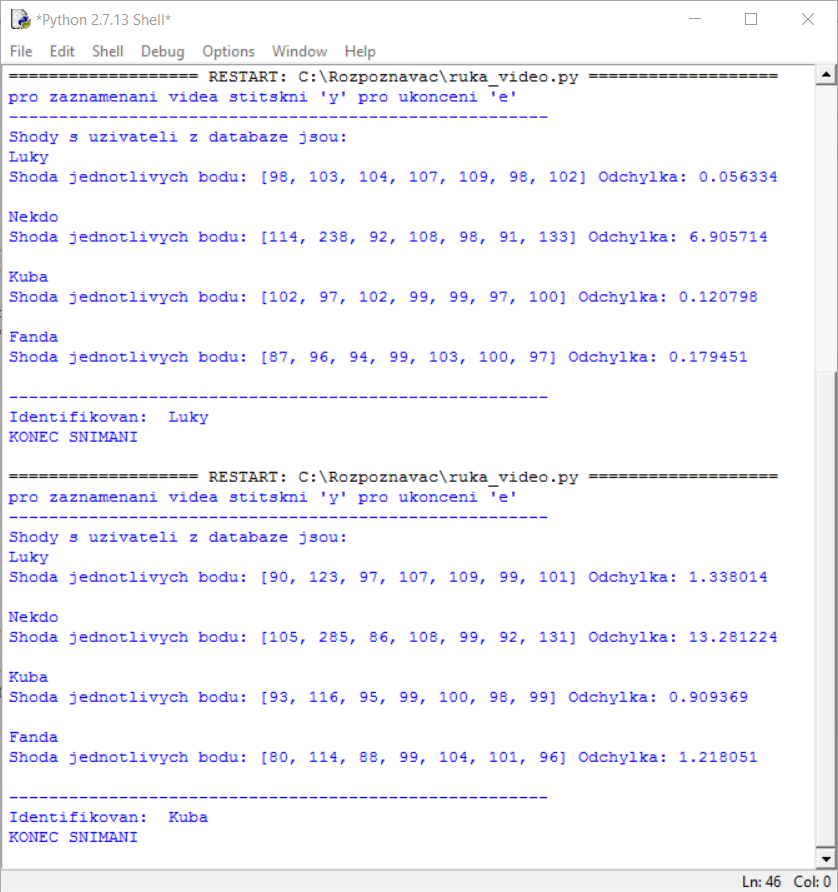 *Python 2.7.13 Shell*
File Edit Shell Debug Options Window Help
=================== RESTART: C:\Rozpoznavac\ruka_video.py ===================
pro zaznamenani videa stitskni 'y' pro ukonceni 'e'
------------------------------------------------------
Shody s uzivateli z databaze jsou:
Luky
Shoda jednotlivych bodu: [98, 103, 104, 107, 109, 98, 102] Odchylka: 0.056334
Nekdo
Shoda jednotlivych bodu: [114, 238, 92, 108, 98, 91, 133] Odchylka: 6.905714
Kuba
Shoda jednotlivych bodu: [102, 97, 102, 99, 99, 97, 100] Odchylka: 0.120798
Fanda
Shoda jednotlivych bodu: [87, 96, 94, 99, 103, 100, 97] Odchylka: 0.179451
------------------------------------------------------
Identifikovan:  Luky
KONEC SNIMANI
=================== RESTART: C:\Rozpoznavac\ruka_video.py ===================
pro zaznamenani videa stitskni 'y' pro ukonceni 'e'
------------------------------------------------------
Shody s uzivateli z databaze jsou:
Luky
Shoda jednotlivych bodu: [90, 123, 97, 107, 109, 99, 101] Odchylka: 1.338014
Nekdo
Shoda jednotlivych bodu: [105, 285, 86, 108, 99, 92, 131] Odchylka: 13.281224
Kuba
Shoda jednotlivych bodu: [93, 116, 95, 99, 100, 98, 99] Odchylka: 0.909369
Fanda
Shoda jednotlivych bodu: [80, 114, 88, 99, 104, 101, 96] Odchylka: 1.218051
------------------------------------------------------
Identifikovan:  Kuba
KONEC SNIMANI
Ln: 46 Col: 0